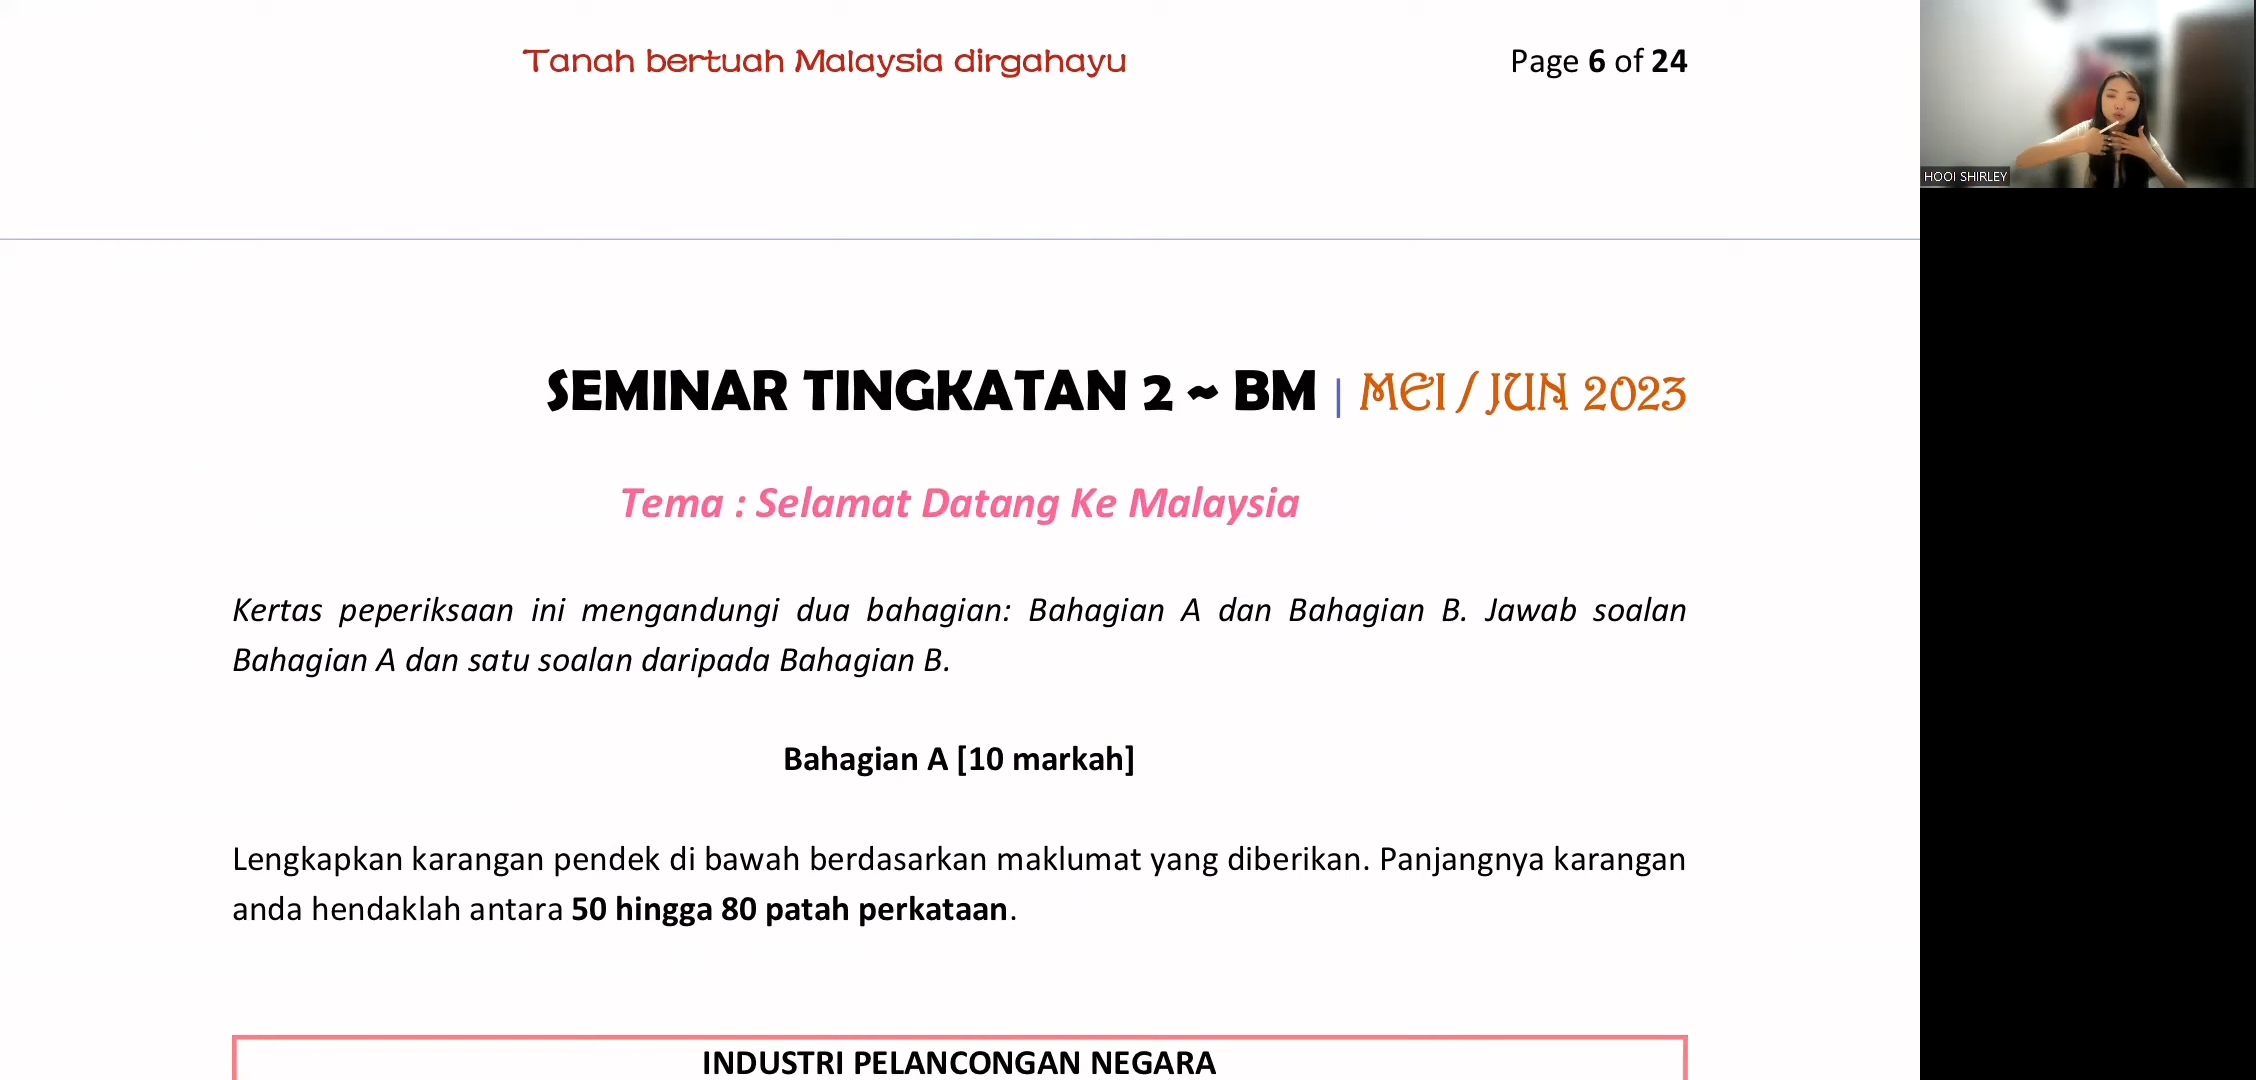 Tanah bertuah Malaysia dirgahayu
Page 6 of 24
HOOI SHIRLEY
SEMINAR TINGKATAN 2 ~ BM | MEI / JUN 2023
Tema : Selamat Datang Ke Malaysia
Kertas peperiksaan ini mengandungi dua bahagian: Bahagian A dan Bahagian B. Jawab soalan
Bahagian A dan satu soalan daripada Bahagian B.
Bahagian A [10 markah]
Lengkapkan karangan pendek di bawah berdasarkan maklumat yang diberikan. Panjangnya karangan
anda hendaklah antara 50 hingga 80 patah perkataan.
INDUSTRI PELANCONGAN NEGARA